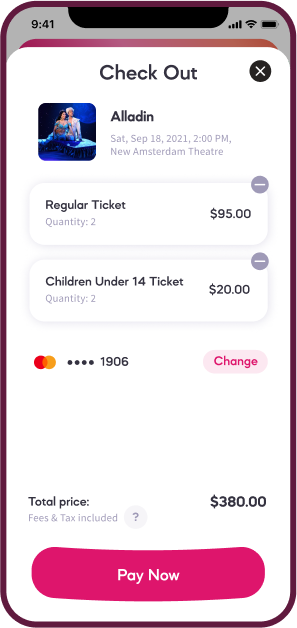 9:41
Check Out
Alladin
Sat, Sep 18, 2021, 2:00 PM,
New Amsterdam Theatre
Regular Ticket
Quantity: 2
$95.00
Children Under 14 Ticket
Quantity: 2
$20.00
•••• 1906
Change
Total price:
$380.00
Fees & Tax included
?
Pay Now